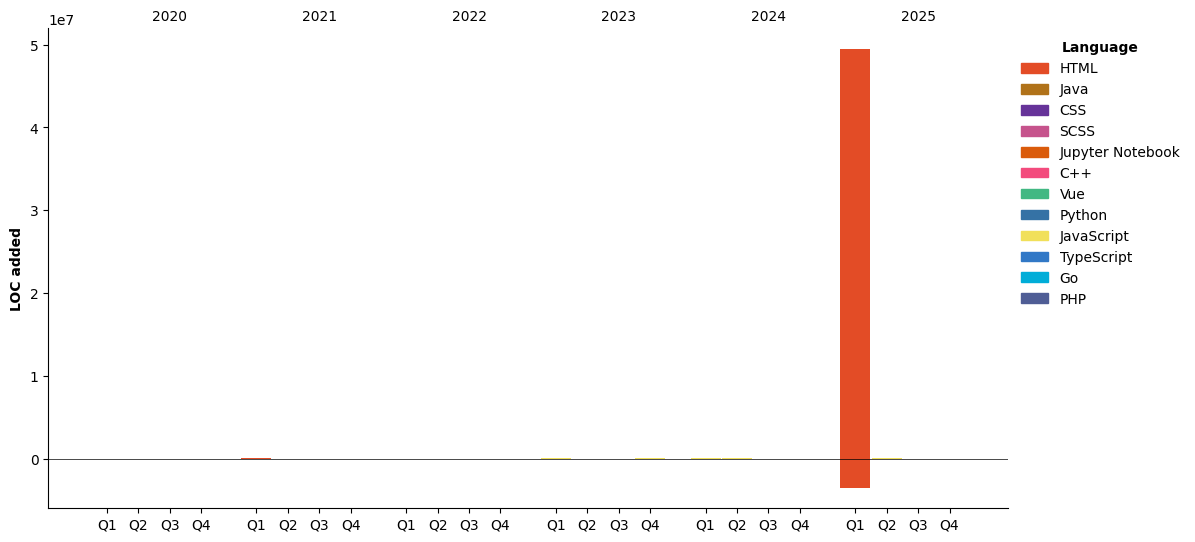 1e7
2020 2021 2022 2023 2024 2025
5
4
3
2
1
0
LOC added
Q1 Q2 Q3 Q4 Q1 Q2 Q3 Q4 Q1 Q2 Q3 Q4 Q1 Q2 Q3 Q4 Q1 Q2 Q3 Q4 Q1 Q2 Q3 Q4
Language
HTML
Java
CSS
SCSS
Jupyter Notebook
C++
Vue
Python
JavaScript
TypeScript
Go
PHP